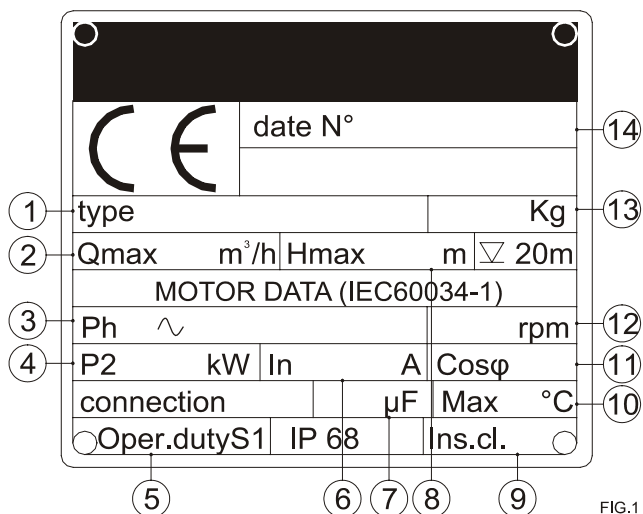 CE
date N° 14
1 type Kg 13
2 Qmax m³/h Hmax m 20m
MOTOR DATA (IEC60034-1)
3 Ph ∿ rpm 12
4 P2 kW In A Cosφ 11
connection µF Max °C 10
Oper.dutyS1 IP 68 Ins.cl.
5 6 7 8 9
FIG.1